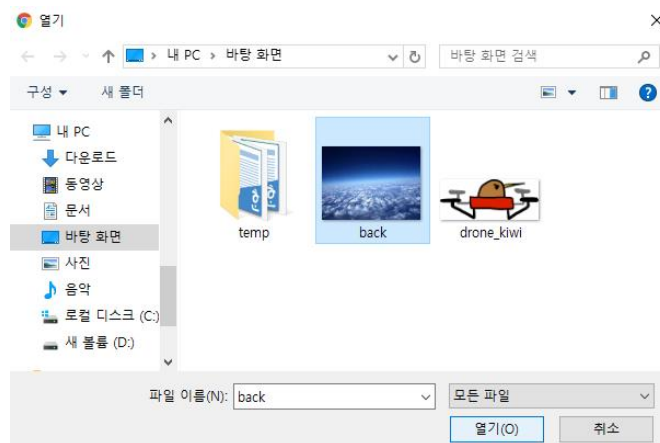 열기
내 PC > 바탕 화면
바탕 화면 검색
구성
새 폴더
내 PC
다운로드
동영상
문서
바탕 화면
사진
음악
로컬 디스크 (C:)
새 볼륨 (D:)
temp
back
drone_kiwi
파일 이름(N): back
모든 파일
열기(O)
취소